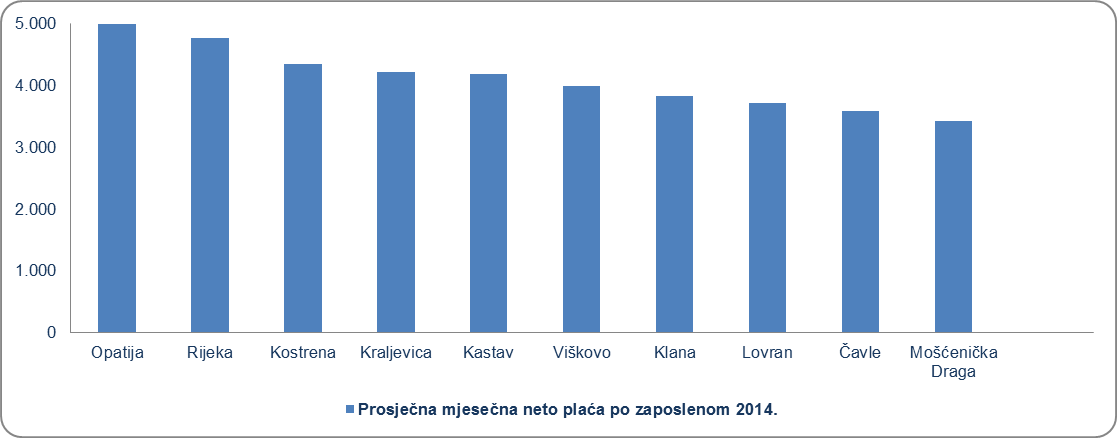 5.000
4.000
3.000
2.000
1.000
0
Opatija Rijeka Kostrena Kraljevica Kastav Viškovo Klana Lovran Čavle Mošćenička
Draga
Prosječna mjesečna neto plaća po zaposlenom 2014.